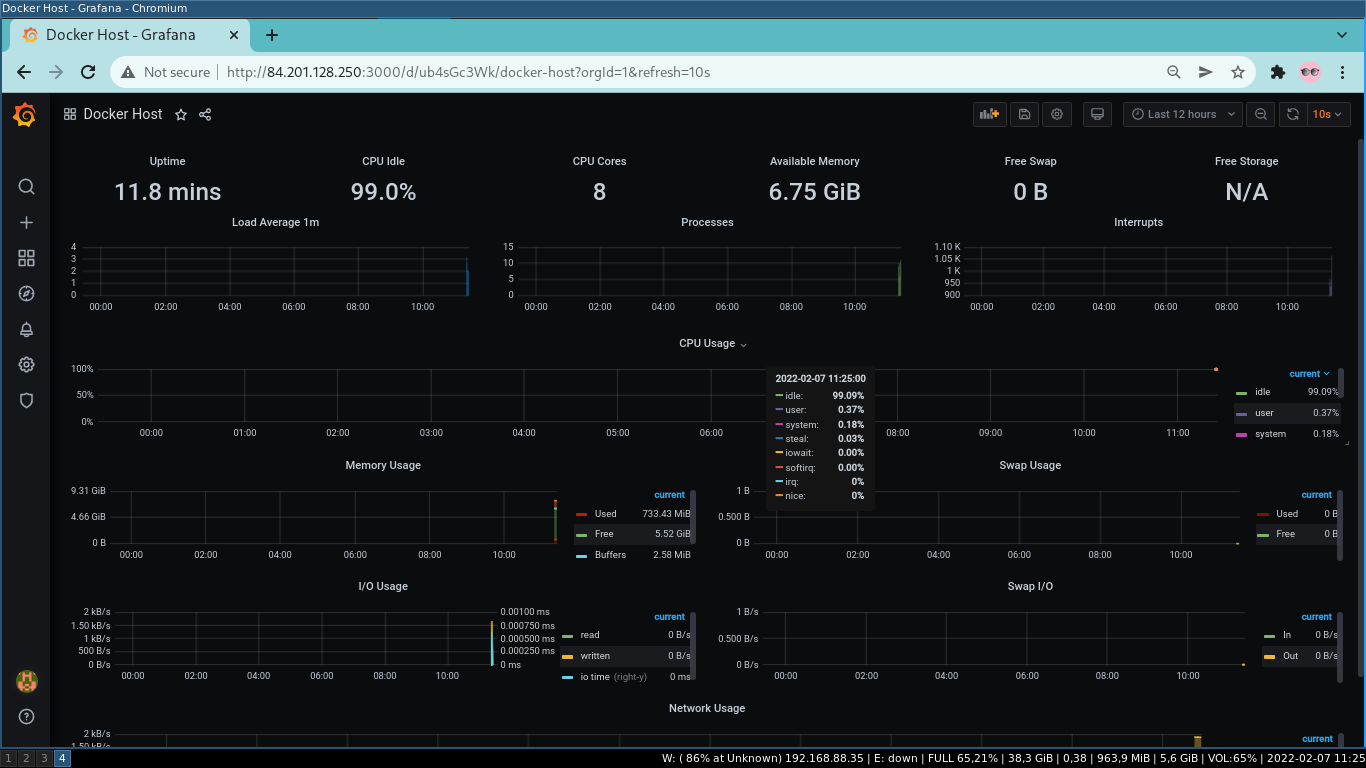 Docker Host - Grafana - Chromium
Docker Host - Grafana
Not secure http://84.201.128.250:3000/d/ub4sGc3Wk/docker-host?orgId=1&refresh=10s
Docker Host Last 12 hours 10s
Uptime CPU Idle CPU Cores Available Memory Free Swap Free Storage
11.8 mins 99.0% 8 6.75 GiB 0 B N/A
Load Average 1m Processes Interrupts
4 15 1.10 K
3 10 1.05 K
2 5 1 K
1 0 950
0 900
00:00 02:00 04:00 06:00 08:00 10:00 00:00 02:00 04:00 06:00 08:00 10:00 00:00 02:00 04:00 06:00 08:00 10:00
CPU Usage
100%
50%
0%
00:00 01:00 02:00 03:00 04:00 05:00 06:00 08:00 09:00 10:00 11:00
current
idle 99.09%
user 0.37%
system 0.18%
2022-02-07 11:25:00
idle: 99.09%
user: 0.37%
system: 0.18%
steal: 0.03%
iowait: 0.00%
softirq: 0.00%
irq: 0%
nice: 0%
Memory Usage
9.31 GiB
4.66 GiB
0 B
00:00 02:00 04:00 06:00 08:00 10:00
current
Used 733.43 MiB
Free 5.52 GiB
Buffers 2.58 MiB
Swap Usage
1 B
0.500 B
0 B
00:00 02:00 04:00 06:00 08:00 10:00
current
Used 0 B
Free 0 B
I/O Usage
2 kB/s
1.50 kB/s
1 kB/s
500 B/s
0 B/s
00:00 02:00 04:00 06:00 08:00 10:00
0.00100 ms
0.000750 ms
0.000500 ms
0.000250 ms
0 ms
current
read 0 B/s
written 0 B/s
io time (right-y) 0 ms
Swap I/O
1 B/s
0.500 B/s
0 B/s
00:00 02:00 04:00 06:00 08:00 10:00
current
In 0 B/s
Out 0 B/s
Network Usage
2 kB/s
1.50 kB/s
current
1 2 3 4 W: ( 86% at Unknown) 192.168.88.35 | E: down | FULL 65,21% | 38,3 GiB | 0,38 | 963,9 MiB | 5,6 GiB | VOL:65% | 2022-02-07 11:25